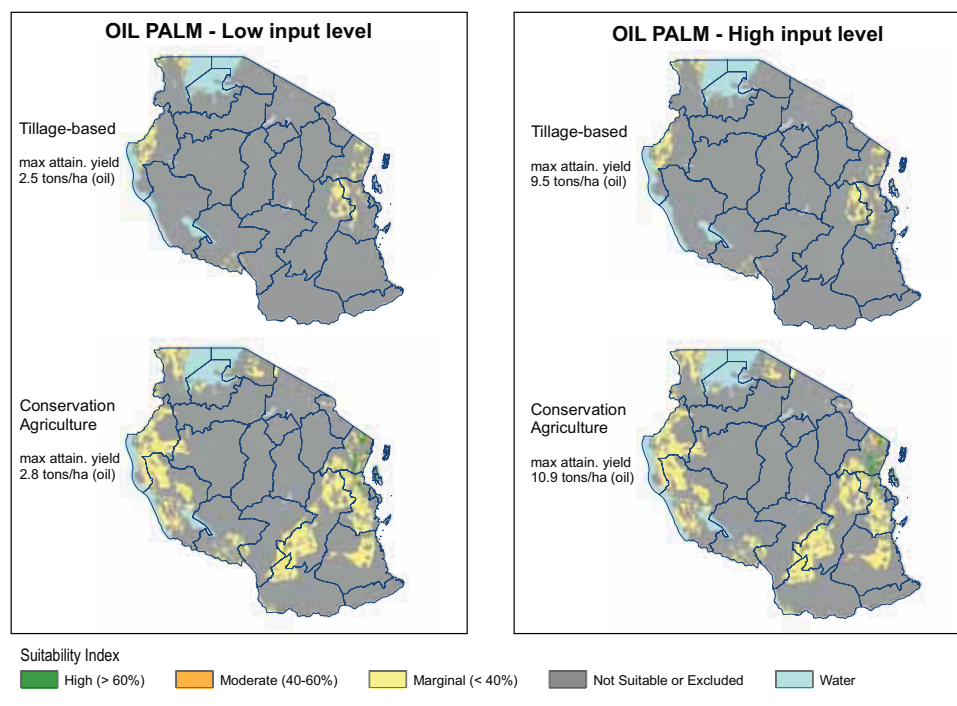 OIL PALM - Low input level
Tillage-based
max attain. yield
2.5 tons/ha (oil)
Conservation
Agriculture
max attain. yield
2.8 tons/ha (oil)
OIL PALM - High input level
Tillage-based
max attain. yield
9.5 tons/ha (oil)
Conservation
Agriculture
max attain. yield
10.9 tons/ha (oil)
Suitability Index
High (> 60%)
Moderate (40-60%)
Marginal (< 40%)
Not Suitable or Excluded
Water